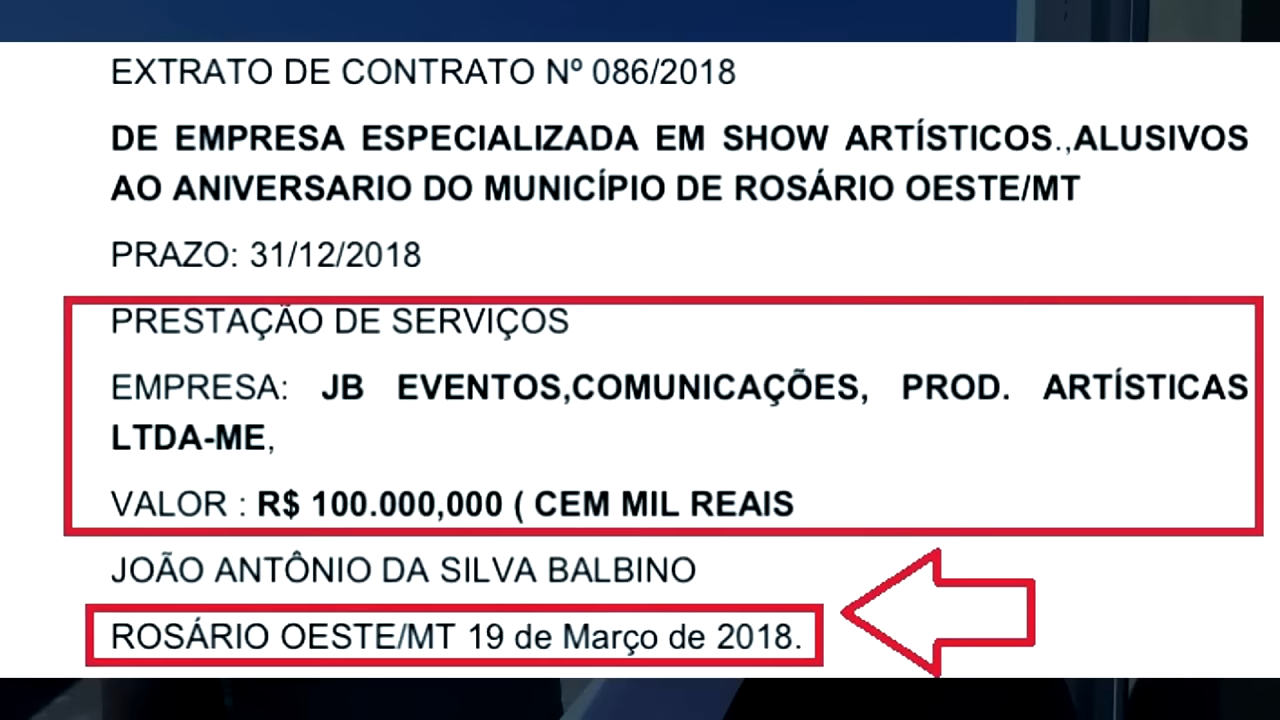 EXTRATO DE CONTRATO Nº 086/2018
DE EMPRESA ESPECIALIZADA EM SHOW ARTÍSTICOS.,ALUSIVOS
AO ANIVERSARIO DO MUNICÍPIO DE ROSÁRIO OESTE/MT
PRAZO: 31/12/2018
PRESTAÇÃO DE SERVIÇOS
EMPRESA: JB EVENTOS,COMUNICAÇÕES, PROD. ARTÍSTICAS
LTDA-ME,
VALOR : R$ 100.000,000 ( CEM MIL REAIS
JOÃO ANTÔNIO DA SILVA BALBINO
ROSÁRIO OESTE/MT 19 de Março de 2018.